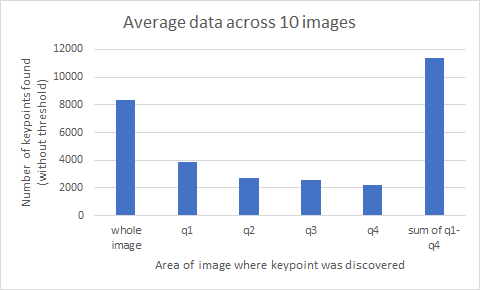 Average data across 10 images
Number of keypoints found
(without threshold)
12000
10000
8000
6000
4000
2000
0
whole
image
q1
q2
q3
q4
sum of q1-
q4
Area of image where keypoint was discovered